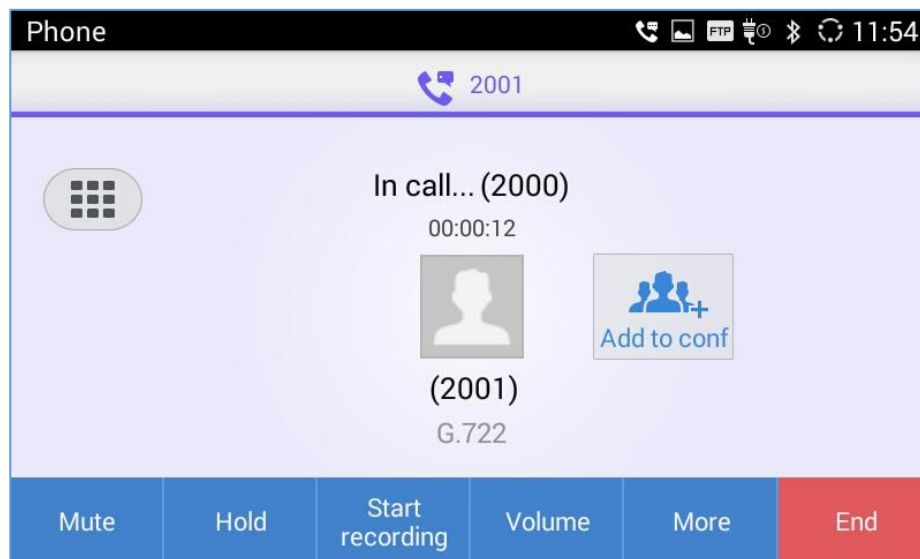 Phone
FTP
11:54
2001
In call... (2000)
00:00:12
Add to conf
(2001)
G.722
Mute
Hold
Start
recording
Volume
More
End